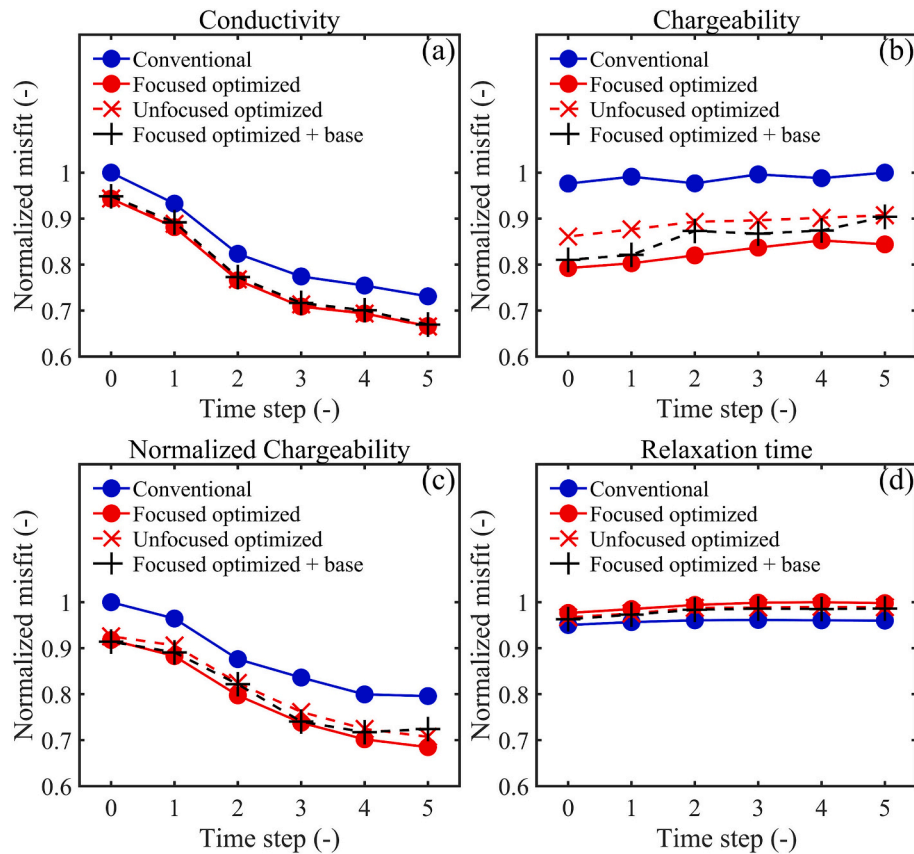 Conductivity
(a)
Conventional
Focused optimized
Unfocused optimized
Focused optimized + base
Normalized misfit (-)
1
0.9
0.8
0.7
0.6
0 1 2 3 4 5
Time step (-)
Chargeability
(b)
Conventional
Focused optimized
Unfocused optimized
Focused optimized + base
Normalized misfit (-)
1
0.9
0.8
0.7
0.6
0 1 2 3 4 5
Time step (-)
Normalized Chargeability
(c)
Conventional
Focused optimized
Unfocused optimized
Focused optimized + base
Normalized misfit (-)
1
0.9
0.8
0.7
0.6
0 1 2 3 4 5
Time step (-)
Relaxation time
(d)
Conventional
Focused optimized
Unfocused optimized
Focused optimized + base
Normalized misfit (-)
1
0.9
0.8
0.7
0.6
0 1 2 3 4 5
Time step (-)